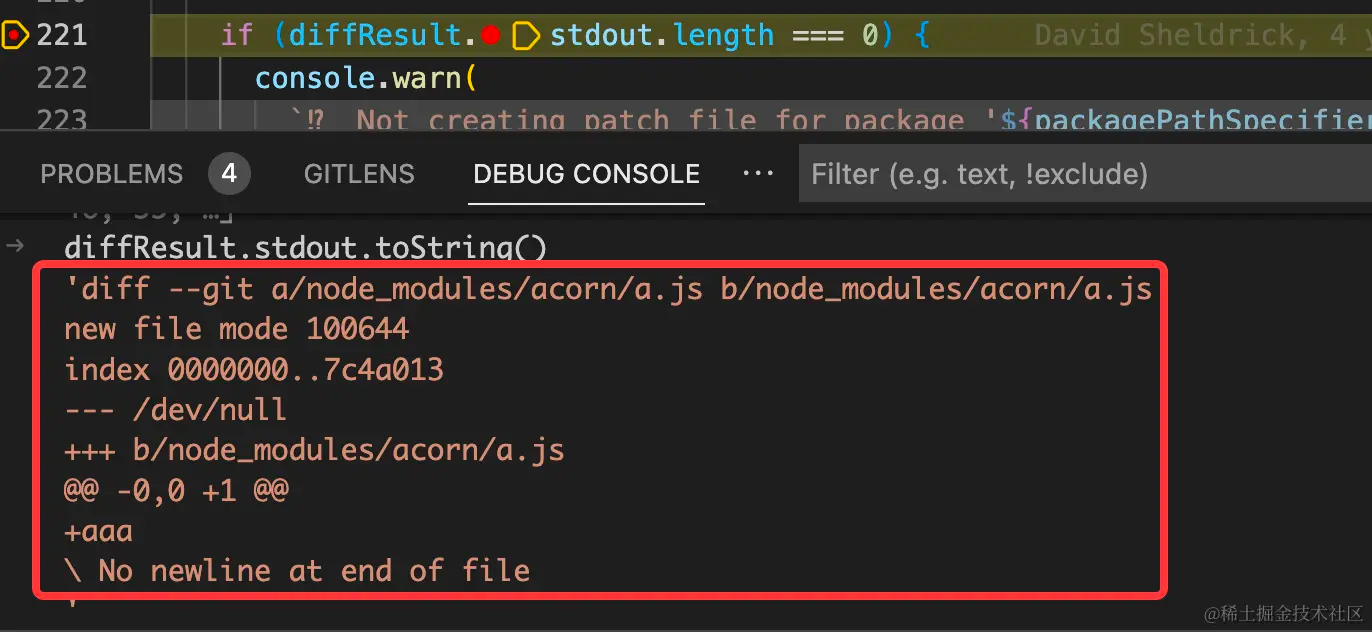 221 if (diffResult. stdout.length === 0) { David Sheldrick, 4 y
222 console.warn(
223 `⁉ Not creating patch file for package '${packagePathSpecifier
PROBLEMS 4 GITLENS DEBUG CONSOLE ··· Filter (e.g. text, !exclude)
→ diffResult.stdout.toString()
'diff --git a/node_modules/acorn/a.js b/node_modules/acorn/a.js
new file mode 100644
index 0000000..7c4a013
--- /dev/null
+++ b/node_modules/acorn/a.js
@@ -0,0 +1 @@
+aaa
\ No newline at end of file
'
@稀土掘金技术社区